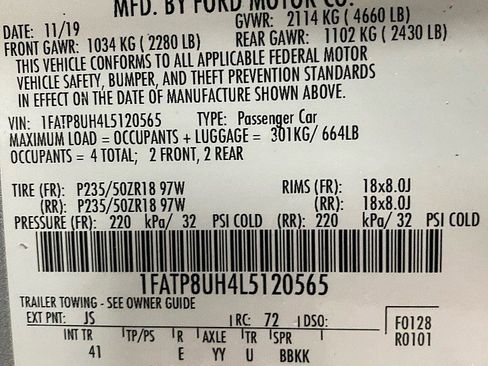 MFD. BY FORD MOTOR CO.
DATE: 11/19 GVWR: 2114 KG ( 4660 LB)
FRONT GAWR: 1034 KG ( 2280 LB) REAR GAWR: 1102 KG ( 2430 LB)
THIS VEHICLE CONFORMS TO ALL APPLICABLE FEDERAL MOTOR
VEHICLE SAFETY, BUMPER, AND THEFT PREVENTION STANDARDS
IN EFFECT ON THE DATE OF MANUFACTURE SHOWN ABOVE.
VIN: 1FATP8UH4L5120565 TYPE: Passenger Car
MAXIMUM LOAD = OCCUPANTS + LUGGAGE = 301KG/ 664LB
OCCUPANTS = 4 TOTAL; 2 FRONT, 2 REAR
TIRE (FR): P235/50ZR18 97W RIMS (FR): 18x8.0J
(RR): P235/50ZR18 97W (RR): 18x8.0J
PRESSURE (FR): 220 kPa/ 32 PSI COLD (RR): 220 kPa/ 32 PSI COLD
1FATP8UH4L5120565
TRAILER TOWING - SEE OWNER GUIDE
EXT PNT: JS RC: 72 DSO: F0128
INT TR TP/PS R AXLE TR SPR R0101
41 E YY U BBKK